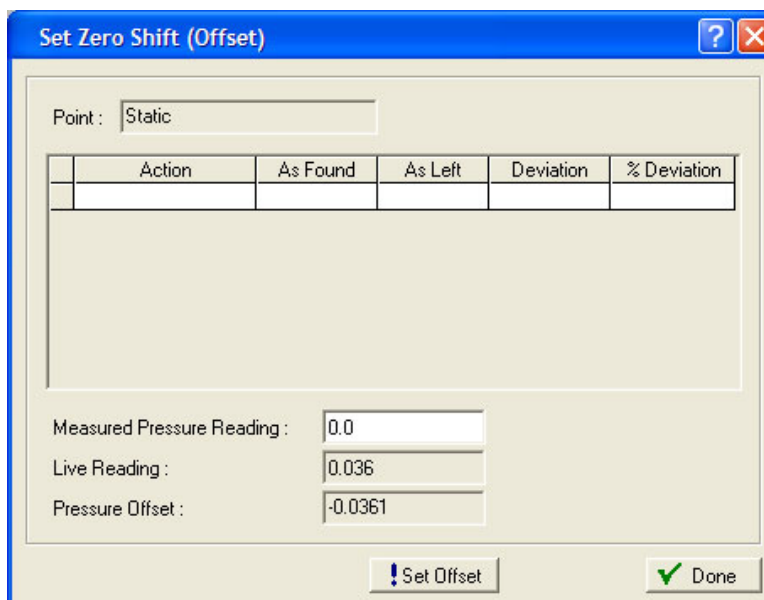 Set Zero Shift (Offset)
Point : Static
Action As Found As Left Deviation % Deviation
Measured Pressure Reading : 0.0
Live Reading : 0.036
Pressure Offset : -0.0361
! Set Offset Done